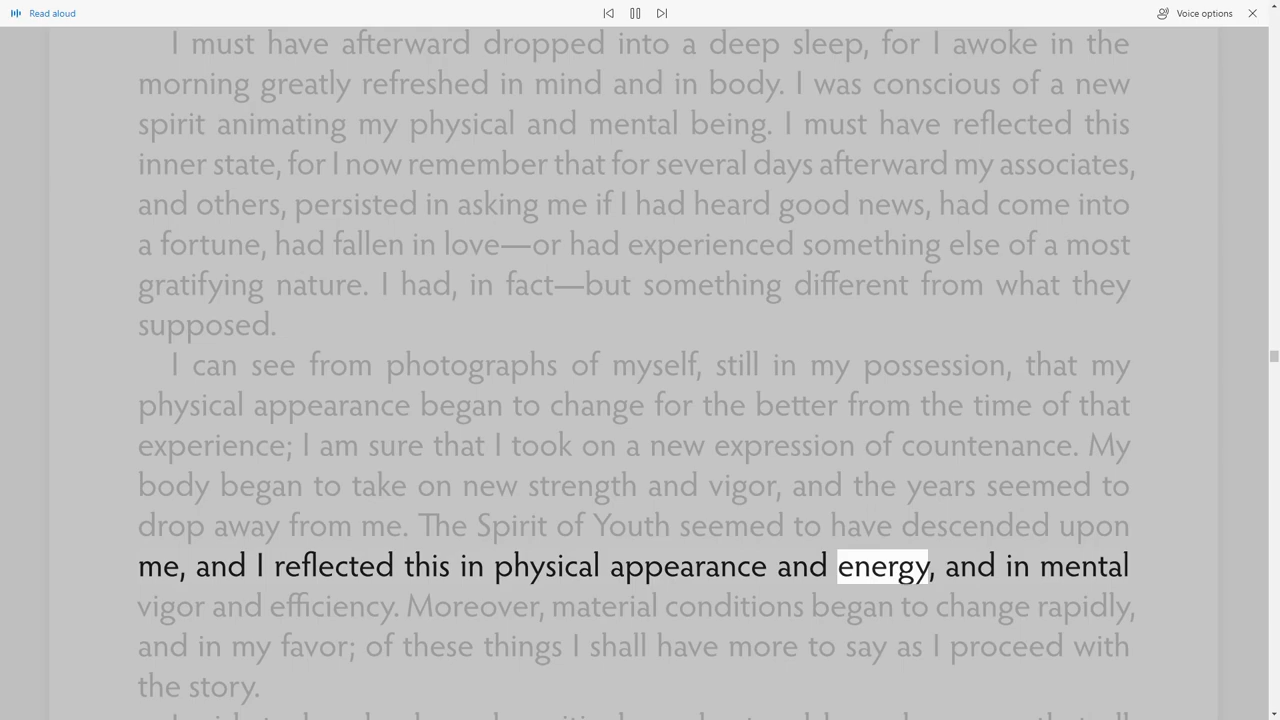 Read aloud
Voice options
I must have afterward dropped into a deep sleep, for I awoke in the
morning greatly refreshed in mind and in body. I was conscious of a new
spirit animating my physical and mental being. I must have reflected this
inner state, for I now remember that for several days afterward my associates,
and others, persisted in asking me if I had heard good news, had come into
a fortune, had fallen in love—or had experienced something else of a most
gratifying nature. I had, in fact—but something different from what they
supposed.
I can see from photographs of myself, still in my possession, that my
physical appearance began to change for the better from the time of that
experience; I am sure that I took on a new expression of countenance. My
body began to take on new strength and vigor, and the years seemed to
drop away from me. The Spirit of Youth seemed to have descended upon
me, and I reflected this in physical appearance and energy, and in mental
vigor and efficiency. Moreover, material conditions began to change rapidly,
and in my favor; of these things I shall have more to say as I proceed with
the story.